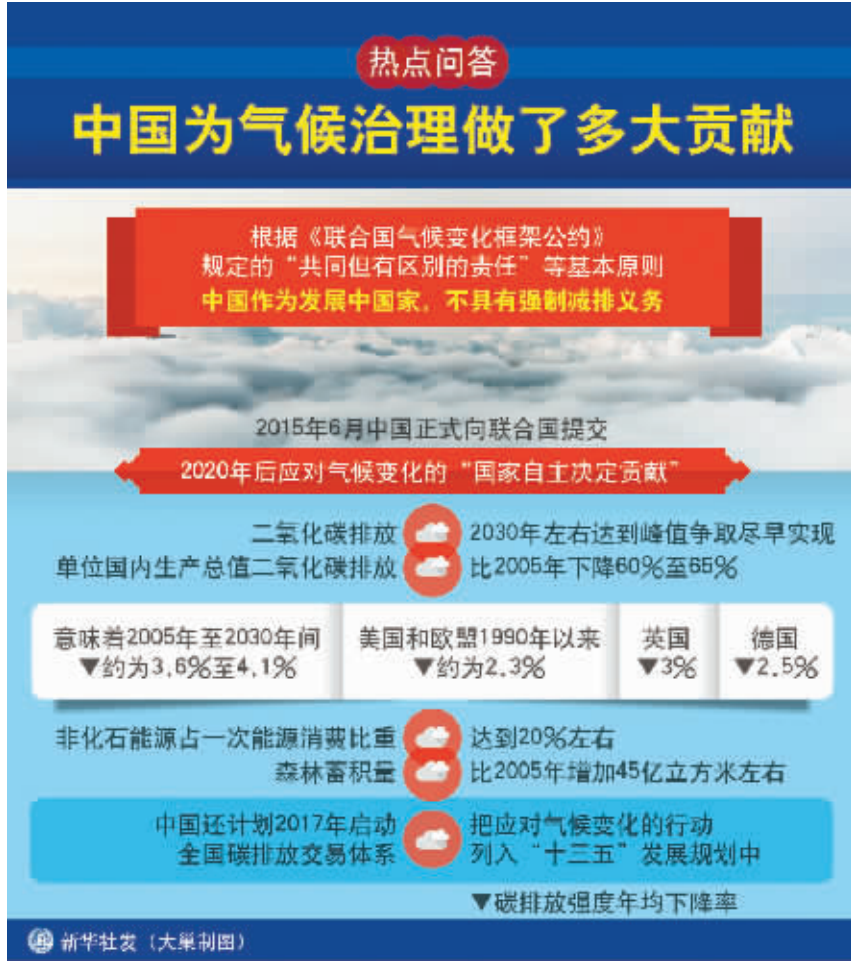 热点问答
中国为气候治理做了多大贡献
根据《联合国气候变化框架公约》
规定的“共同但有区别的责任”等基本原则
中国作为发展中国家，不具有强制减排义务
2015年6月中国正式向联合国提交
2020年后应对气候变化的“国家自主决定贡献”
二氧化碳排放 2030年左右达到峰值争取尽早实现
单位国内生产总值二氧化碳排放 比2005年下降60%至65%
意味着2005年至2030年间
▼约为3.6%至4.1%
美国和欧盟1990年以来
▼约为2.3%
英国
▼3%
德国
▼2.5%
非化石能源占一次能源消费比重 达到20%左右
森林蓄积量 比2005年增加45亿立方米左右
中国还计划2017年启动
全国碳排放交易体系
把应对气候变化的行动
列入“十三五”发展规划中
▼碳排放强度年均下降率
新华社发（大巢制图）